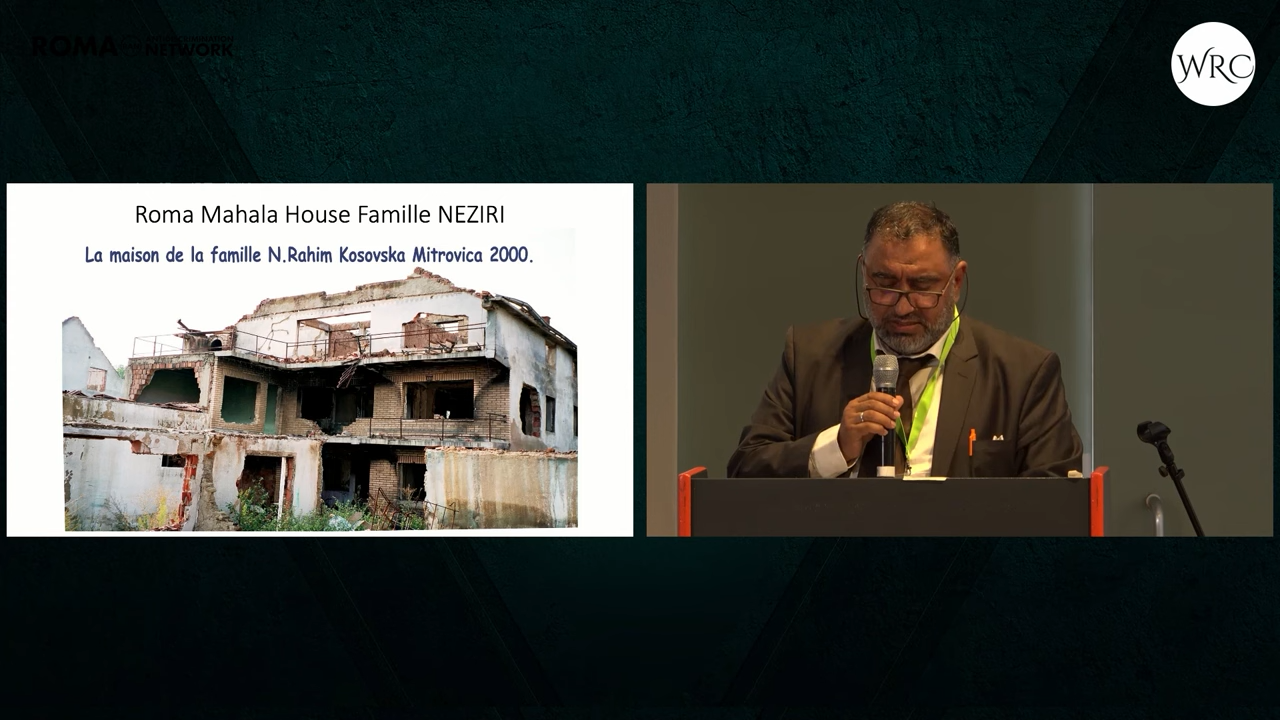 ROMA NETWORK
WRC
Roma Mahala House Famille NEZIRI
La maison de la famille N.Rahim Kosovska Mitrovica 2000.